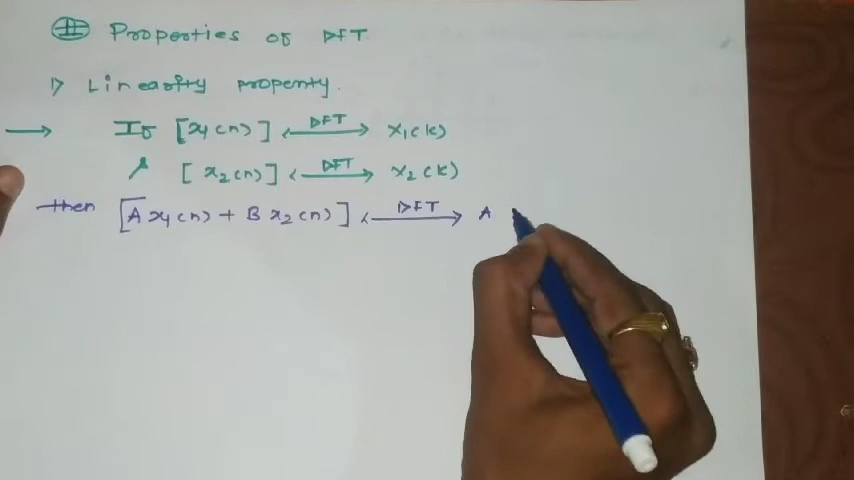 # Properties of DFT
1) Linearity property.
→ If [x1(n)] <—DFT—> x1(k)
& [x2(n)] <—DFT—> x2(k)
then [A x1(n) + B x2(n)] <—DFT—> A